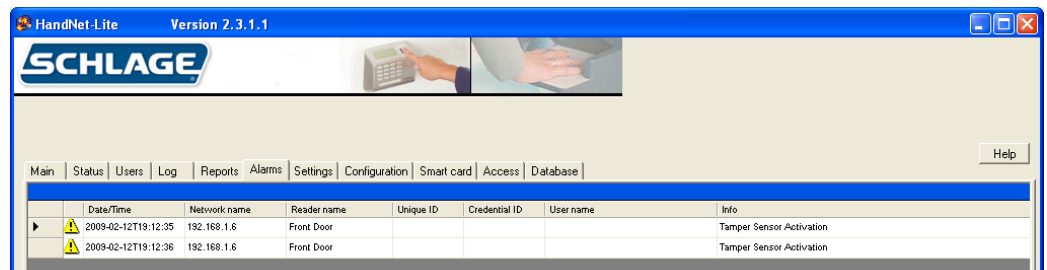 HandNet-Lite Version 2.3.1.1
SCHLAGE
Help
Main Status Users Log Reports Alarms Settings Configuration Smart card Access Database
Date/Time Network name Reader name Unique ID Credential ID User name Info
2009-02-12T19:12:35 192.168.1.6 Front Door Tamper Sensor Activation
2009-02-12T19:12:36 192.168.1.6 Front Door Tamper Sensor Activation